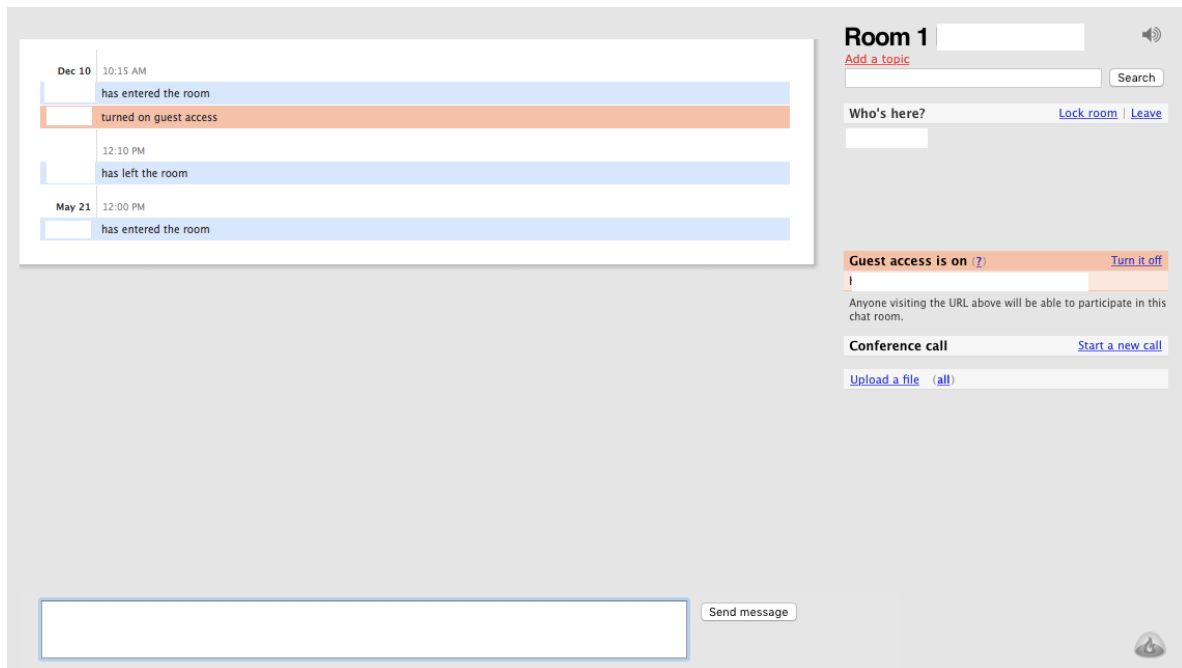 Room 1
Add a topic
Search
Dec 10 10:15 AM
has entered the room
turned on guest access
12:10 PM
has left the room
May 21 12:00 PM
has entered the room
Who's here? Lock room | Leave
Guest access is on (?) Turn it off
Anyone visiting the URL above will be able to participate in this
chat room.
Conference call Start a new call
Upload a file (all)
Send message